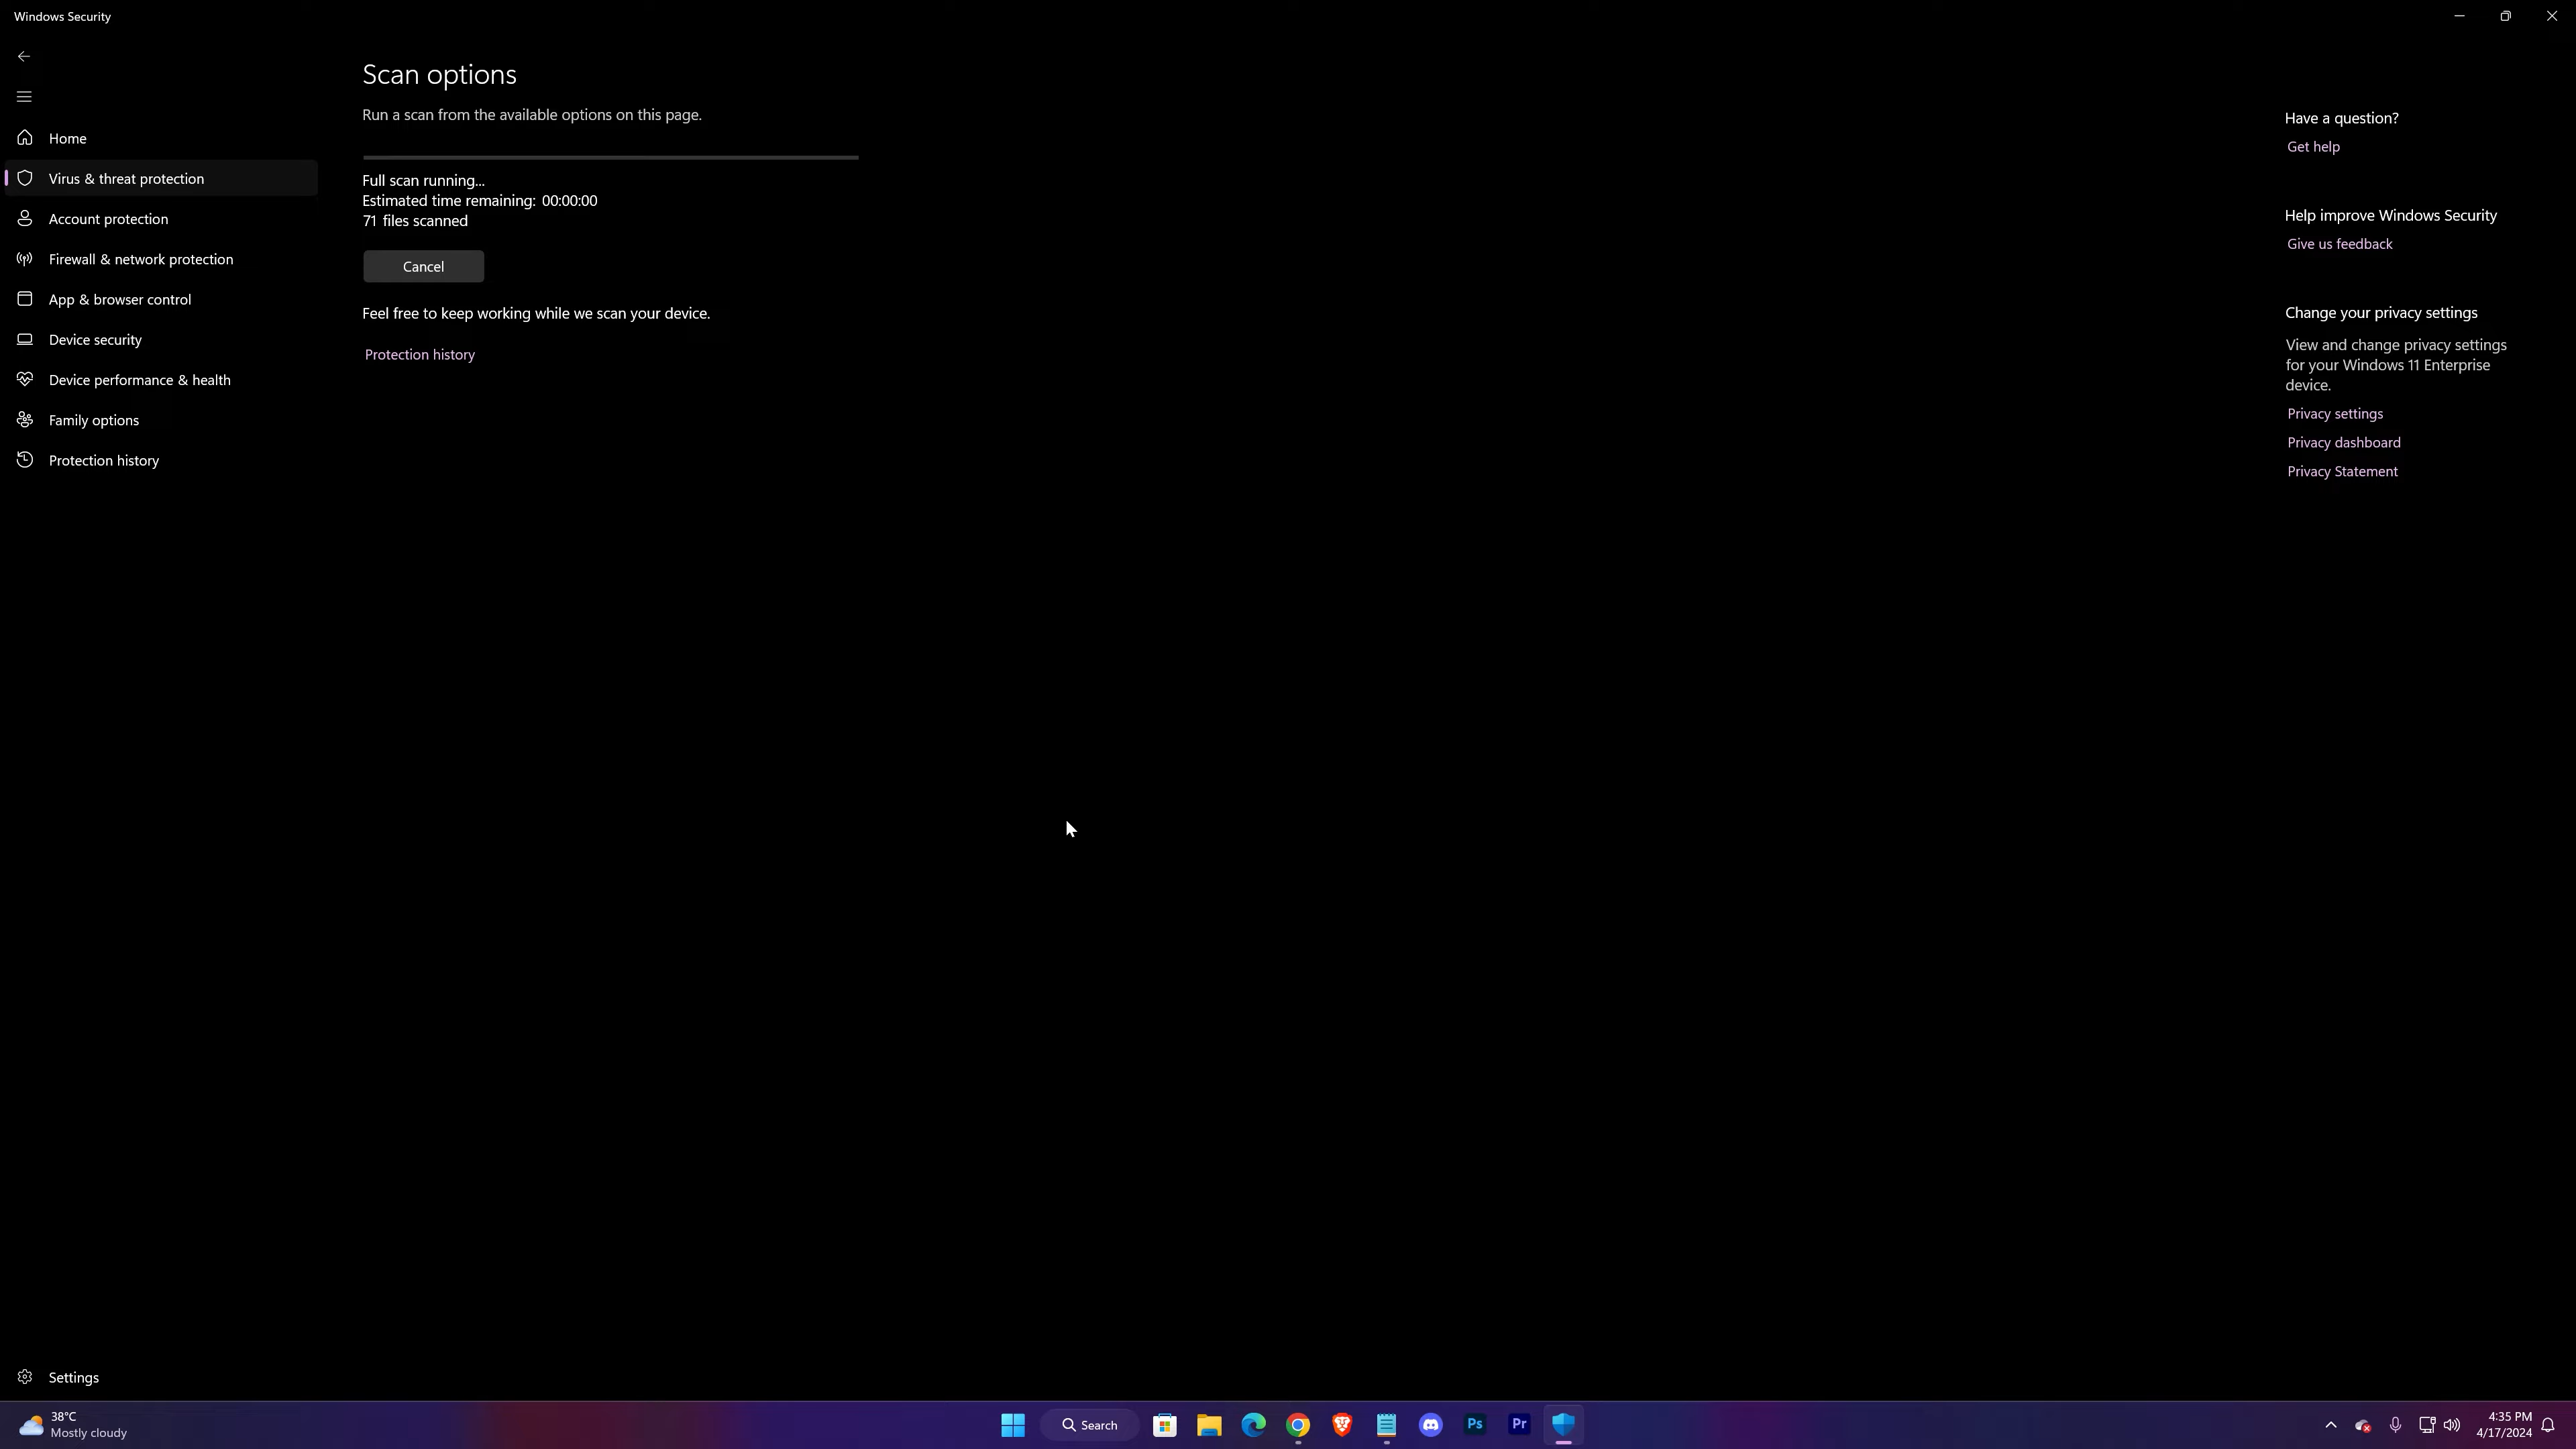 Windows Security
Scan options
Run a scan from the available options on this page.
Full scan running...
Estimated time remaining: 00:00:00
71 files scanned
Cancel
Feel free to keep working while we scan your device.
Protection history
Home
Virus & threat protection
Account protection
Firewall & network protection
App & browser control
Device security
Device performance & health
Family options
Protection history
Settings
Have a question?
Get help
Help improve Windows Security
Give us feedback
Change your privacy settings
View and change privacy settings
for your Windows 11 Enterprise
device.
Privacy settings
Privacy dashboard
Privacy Statement
38°C
Mostly cloudy
Search
Ps
Pr
4:35 PM
4/17/2024